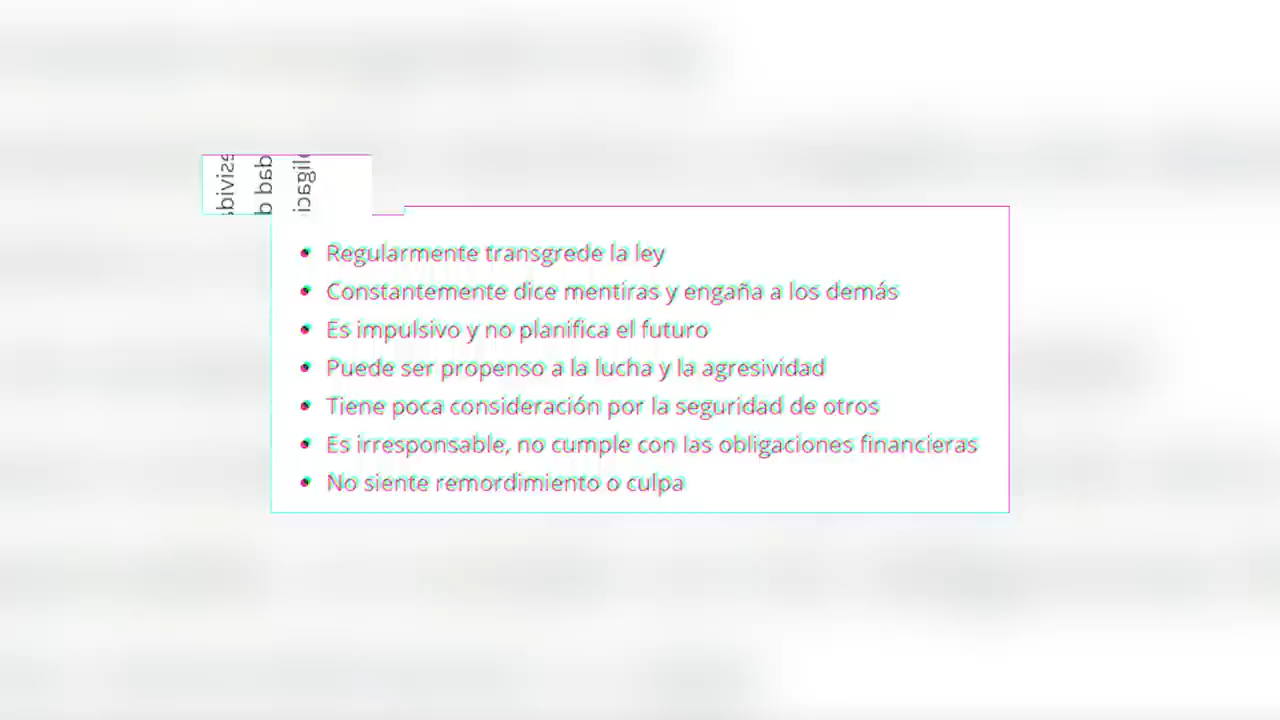 • Regularmente transgrede la ley
• Constantemente dice mentiras y engaña a los demás
• Es impulsivo y no planifica el futuro
• Puede ser propenso a la lucha y la agresividad
• Tiene poca consideración por la seguridad de otros
• Es irresponsable, no cumple con las obligaciones financieras
• No siente remordimiento o culpa